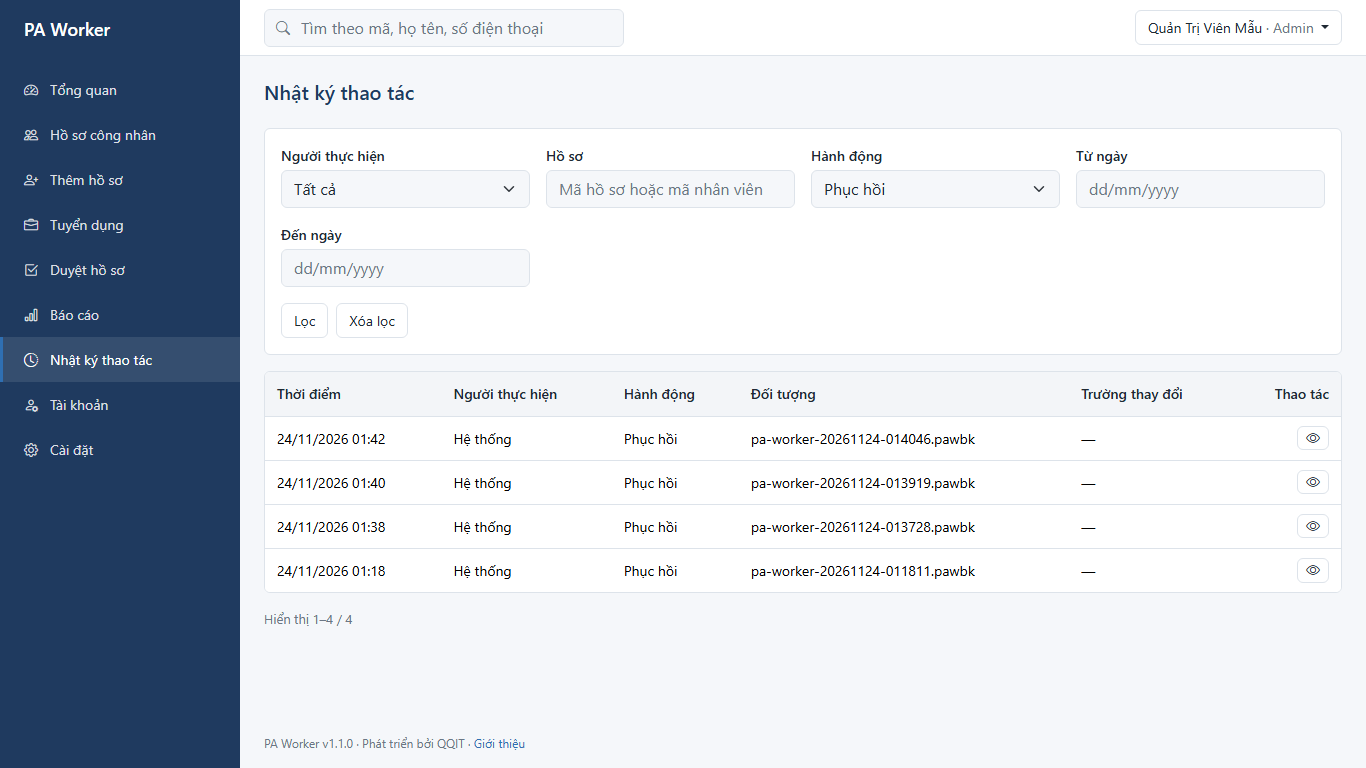 PA Worker
Tìm theo mã, họ tên, số điện thoại
Quản Trị Viên Mẫu · Admin
Tổng quan
Hồ sơ công nhân
Thêm hồ sơ
Tuyển dụng
Duyệt hồ sơ
Báo cáo
Nhật ký thao tác
Tài khoản
Cài đặt
Nhật ký thao tác
Người thực hiện Hồ sơ Hành động Từ ngày
Tất cả Mã hồ sơ hoặc mã nhân viên Phục hồi dd/mm/yyyy
Đến ngày
dd/mm/yyyy
Lọc Xóa lọc
Thời điểm Người thực hiện Hành động Đối tượng Trường thay đổi Thao tác
24/11/2026 01:42 Hệ thống Phục hồi pa-worker-20261124-014046.pawbk —
24/11/2026 01:40 Hệ thống Phục hồi pa-worker-20261124-013919.pawbk —
24/11/2026 01:38 Hệ thống Phục hồi pa-worker-20261124-013728.pawbk —
24/11/2026 01:18 Hệ thống Phục hồi pa-worker-20261124-011811.pawbk —
Hiển thị 1–4 / 4
PA Worker v1.1.0 · Phát triển bởi QQIT · Giới thiệu